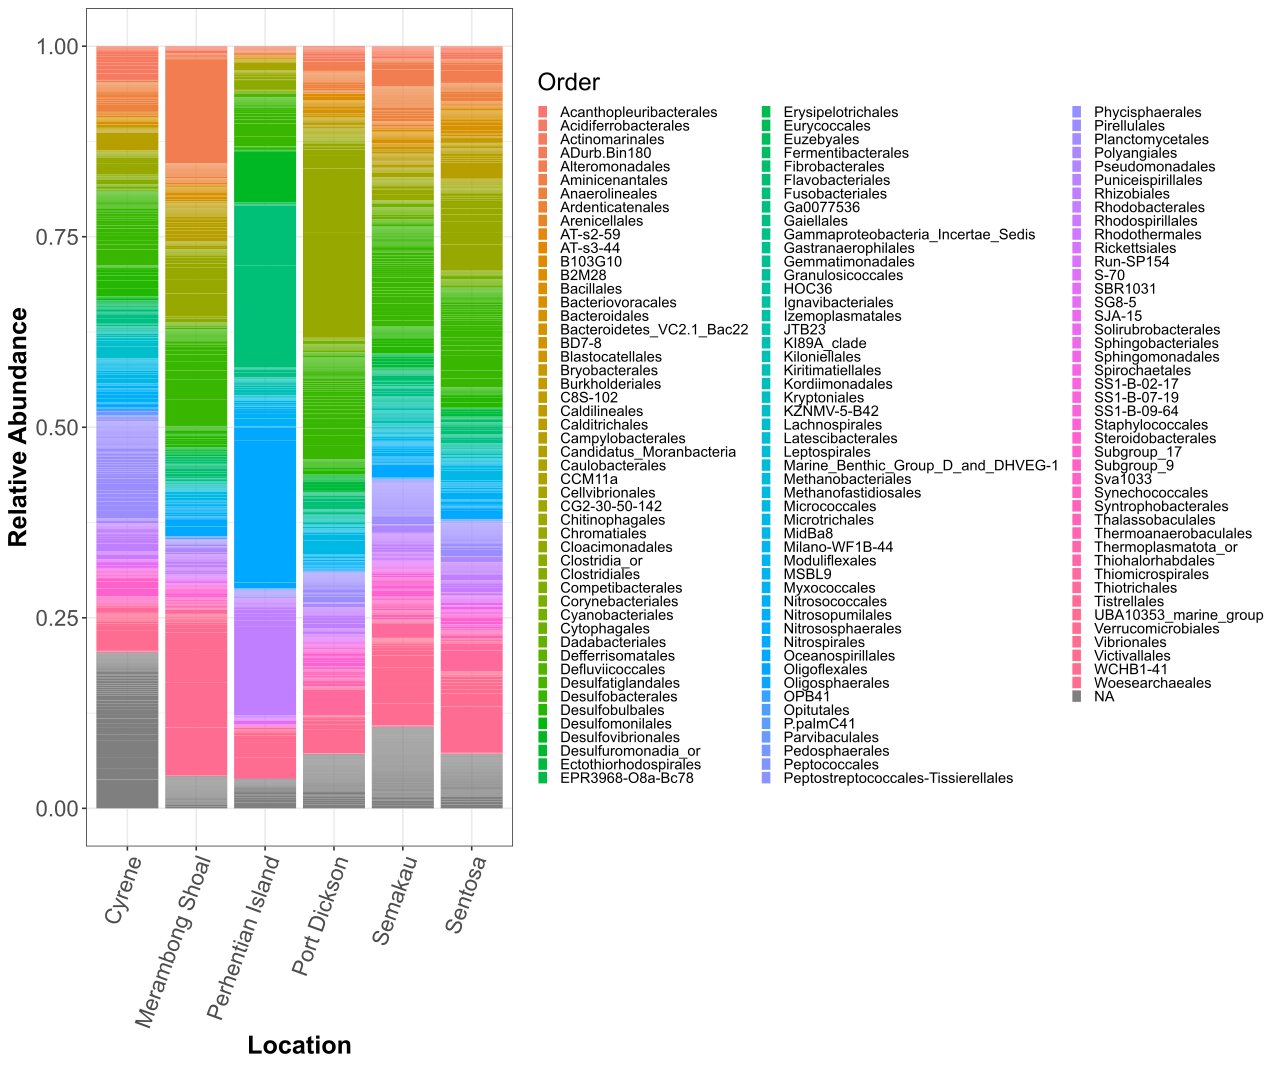 1.00
0.75
0.50
0.25
0.00
Relative Abundance
Cyrene
Merambong Shoal
Perhentian Island
Port Dickson
Semakau
Sentosa
Location
Order
Acanthopleuribacterales
Acidiferrobacterales
Actinomarinales
ADurb.Bin180
Alteromonadales
Aminicenantales
Anaerolineales
Ardenticatenales
Arenicellales
AT-s2-59
AT-s3-44
B103G10
B2M28
Bacillales
Bacteriovoracales
Bacteroidales
Bacteroidetes_VC2.1_Bac22
BD7-8
Blastocatellales
Bryobacterales
Burkholderiales
C8S-102
Caldilineales
Calditrichales
Campylobacterales
Candidatus_Moranbacteria
Caulobacterales
CCM11a
Cellvibrionales
CG2-30-50-142
Chitinophagales
Chromatiales
Cloacimonadales
Clostridia_or
Clostridiales
Competibacterales
Corynebacteriales
Cyanobacteriales
Cytophagales
Dadabacteriales
Defferrisomatales
Defluviicoccales
Desulfatiglandales
Desulfobacterales
Desulfobulbales
Desulfomonilales
Desulfovibrionales
Desulfuromonadia_or
Ectothiorhodospirales
EPR3968-O8a-Bc78
Erysipelotrichales
Eurycoccales
Euzebyales
Fermentibacterales
Fibrobacterales
Flavobacteriales
Fusobacteriales
Ga0077536
Gaiellales
Gammaproteobacteria_Incertae_Sedis
Gastranaerophilales
Gemmatimonadales
Granulosicoccales
HOC36
Ignavibacteriales
Izemoplasmatales
JTB23
KI89A_clade
Kiloniellales
Kiritimatiellales
Kordiimonadales
Kryptoniales
KZNMV-5-B42
Lachnospirales
Latescibacterales
Leptospirales
Marine_Benthic_Group_D_and_DHVEG-1
Methanobacteriales
Methanofastidiosales
Micrococcales
Microtrichales
MidBa8
Milano-WF1B-44
Moduliflexales
MSBL9
Myxococcales
Nitrosococcales
Nitrosopumilales
Nitrososphaerales
Nitrospirales
Oceanospirillales
Oligoflexales
Oligosphaerales
OPB41
Opitutales
P.palmC41
Parvibaculales
Pedosphaerales
Peptococcales
Peptostreptococcales-Tissierellales
Phycisphaerales
Pirellulales
Planctomycetales
Polyangiales
Pseudomonadales
Puniceispirillales
Rhizobiales
Rhodobacterales
Rhodospirillales
Rhodothermales
Rickettsiales
Run-SP154
S-70
SBR1031
SG8-5
SJA-15
Solirubrobacterales
Sphingobacteriales
Sphingomonadales
Spirochaetales
SS1-B-02-17
SS1-B-07-19
SS1-B-09-64
Staphylococcales
Steroidobacterales
Subgroup_17
Subgroup_9
Sva1033
Synechococcales
Syntrophobacterales
Thalassobaculales
Thermoanaerobaculales
Thermoplasmatota_or
Thiohalorhabdales
Thiomicrospirales
Thiotrichales
Tistrellales
UBA10353_marine_group
Verrucomicrobiales
Vibrionales
Victivallales
WCHB1-41
Woesearchaeales
NA